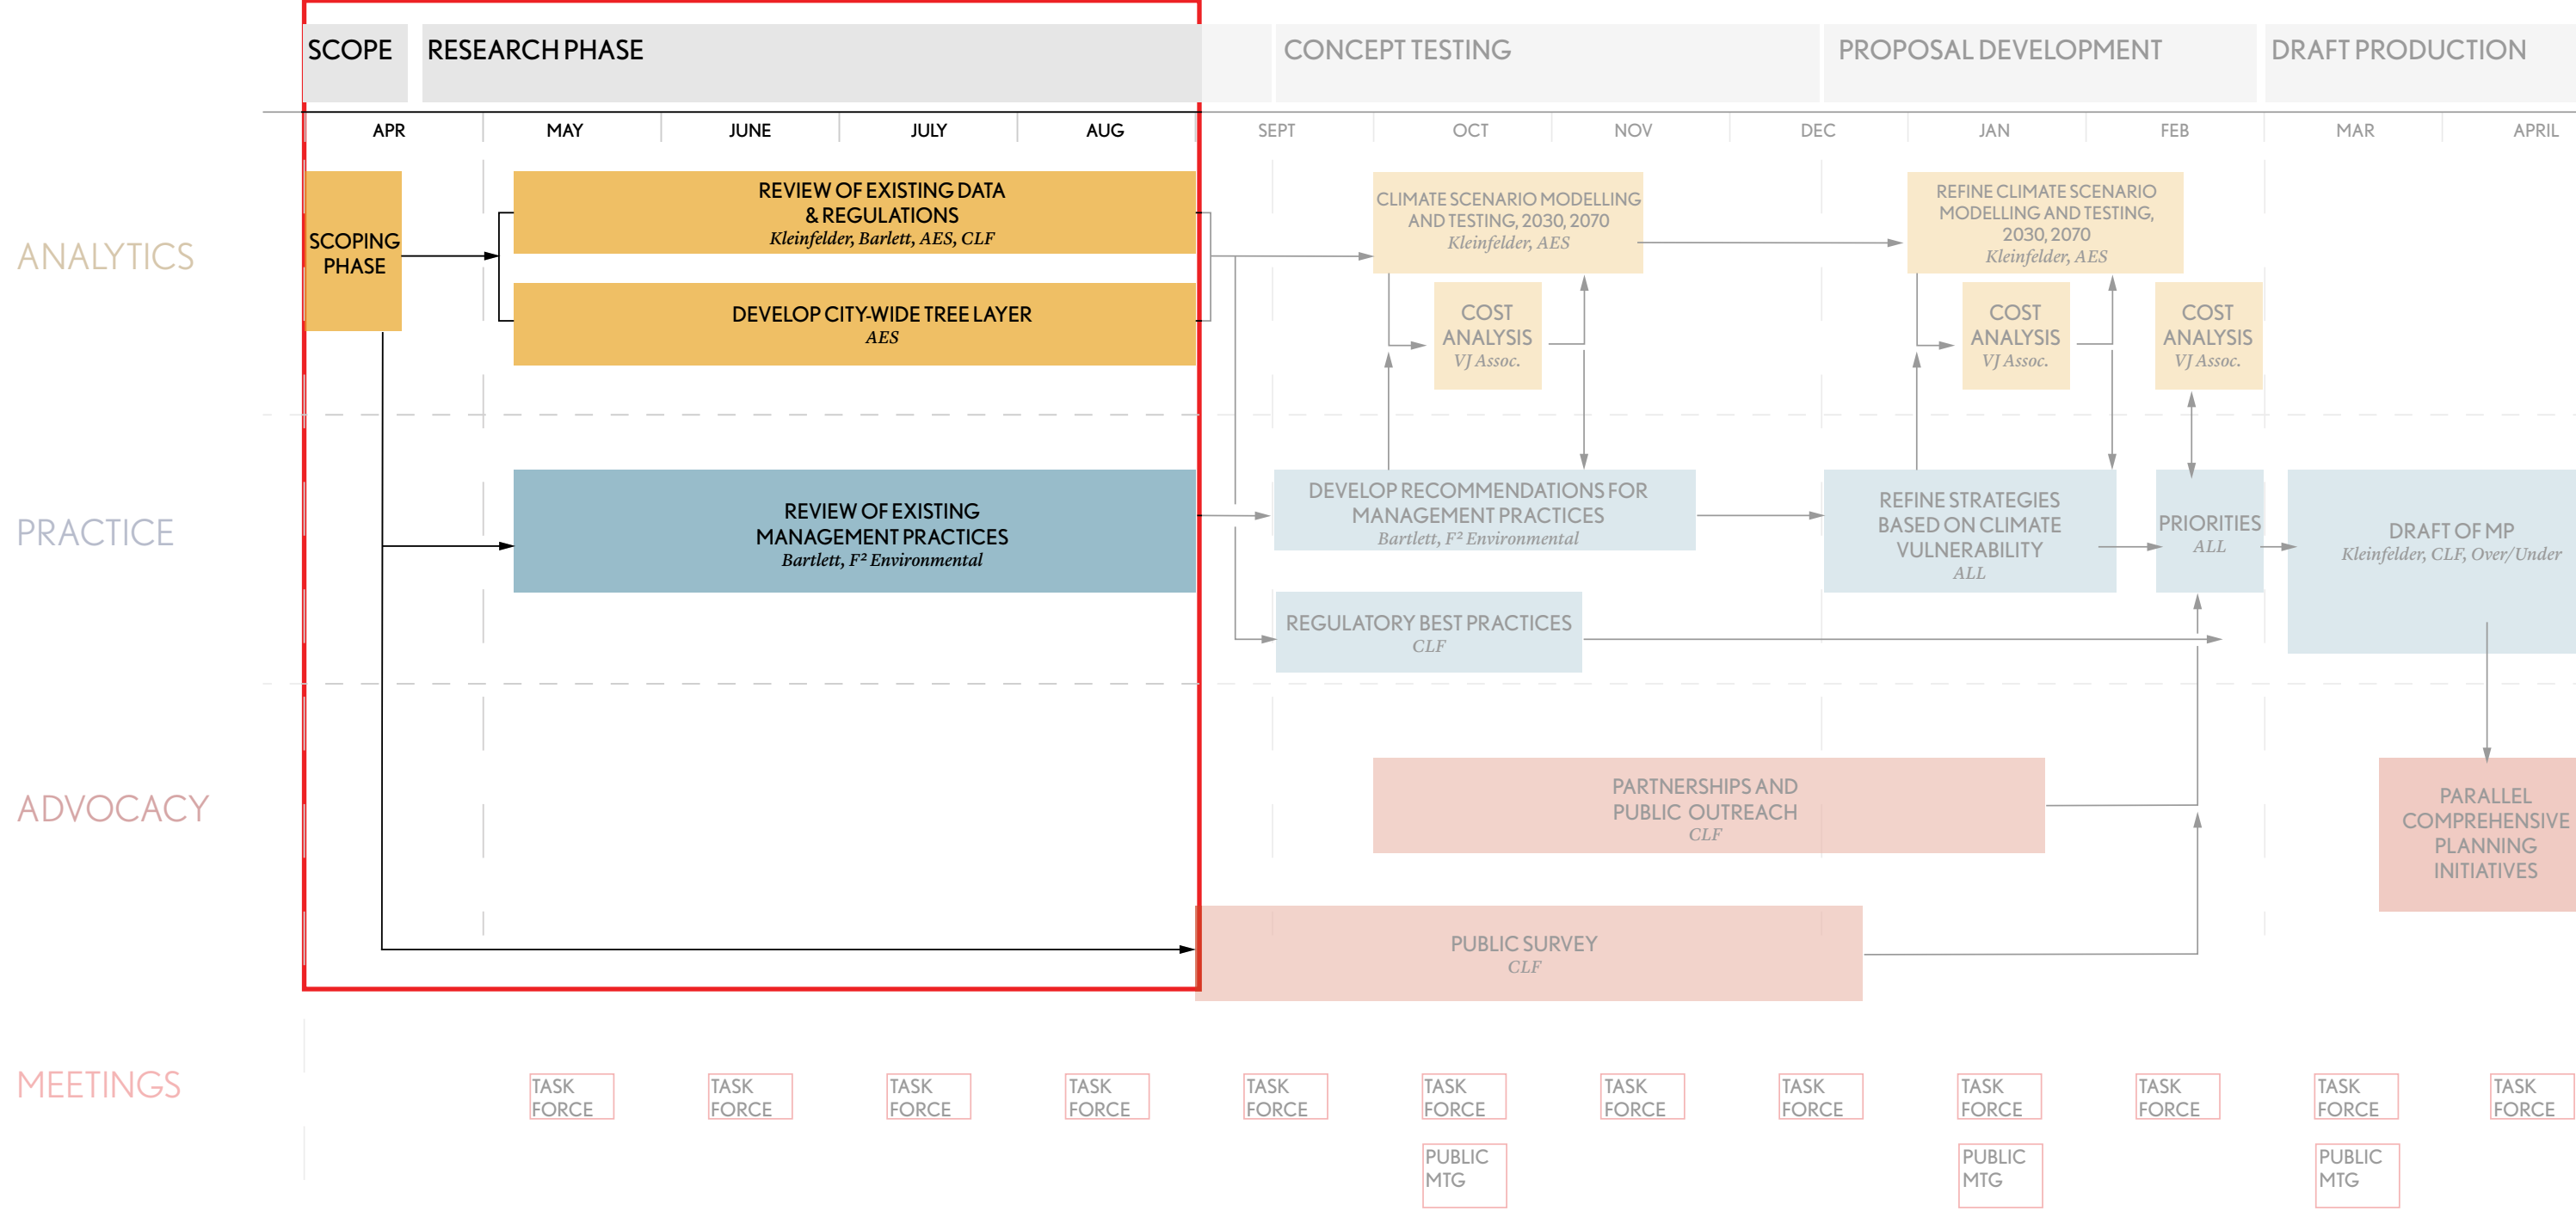 SCOPE
RESEARCH PHASE
CONCEPT TESTING
PROPOSAL DEVELOPMENT
DRAFT PRODUCTION
APR
MAY
JUNE
JULY
AUG
SEPT
OCT
NOV
DEC
JAN
FEB
MAR
APRIL
ANALYTICS
SCOPING
PHASE
REVIEW OF EXISTING DATA
& REGULATIONS
Kleinfelder, Barlett, AES, CLF
DEVELOP CITY-WIDE TREE LAYER
AES
CLIMATE SCENARIO MODELLING
AND TESTING, 2030, 2070
Kleinfelder, AES
COST
ANALYSIS
VJ Assoc.
REFINE CLIMATE SCENARIO
MODELLING AND TESTING,
2030, 2070
Kleinfelder, AES
COST
ANALYSIS
VJ Assoc.
COST
ANALYSIS
VJ Assoc.
PRACTICE
REVIEW OF EXISTING
MANAGEMENT PRACTICES
Bartlett, F² Environmental
DEVELOP RECOMMENDATIONS FOR
MANAGEMENT PRACTICES
Bartlett, F² Environmental
REGULATORY BEST PRACTICES
CLF
REFINE STRATEGIES
BASED ON CLIMATE
VULNERABILITY
ALL
PRIORITIES
ALL
DRAFT OF MP
Kleinfelder, CLF, Over/Under
ADVOCACY
PARTNERSHIPS AND
PUBLIC OUTREACH
CLF
PARALLEL
COMPREHENSIVE
PLANNING
INITIATIVES
PUBLIC SURVEY
CLF
MEETINGS
TASK
FORCE
TASK
FORCE
TASK
FORCE
TASK
FORCE
TASK
FORCE
TASK
FORCE
TASK
FORCE
TASK
FORCE
TASK
FORCE
TASK
FORCE
TASK
FORCE
TASK
FORCE
PUBLIC
MTG
PUBLIC
MTG
PUBLIC
MTG